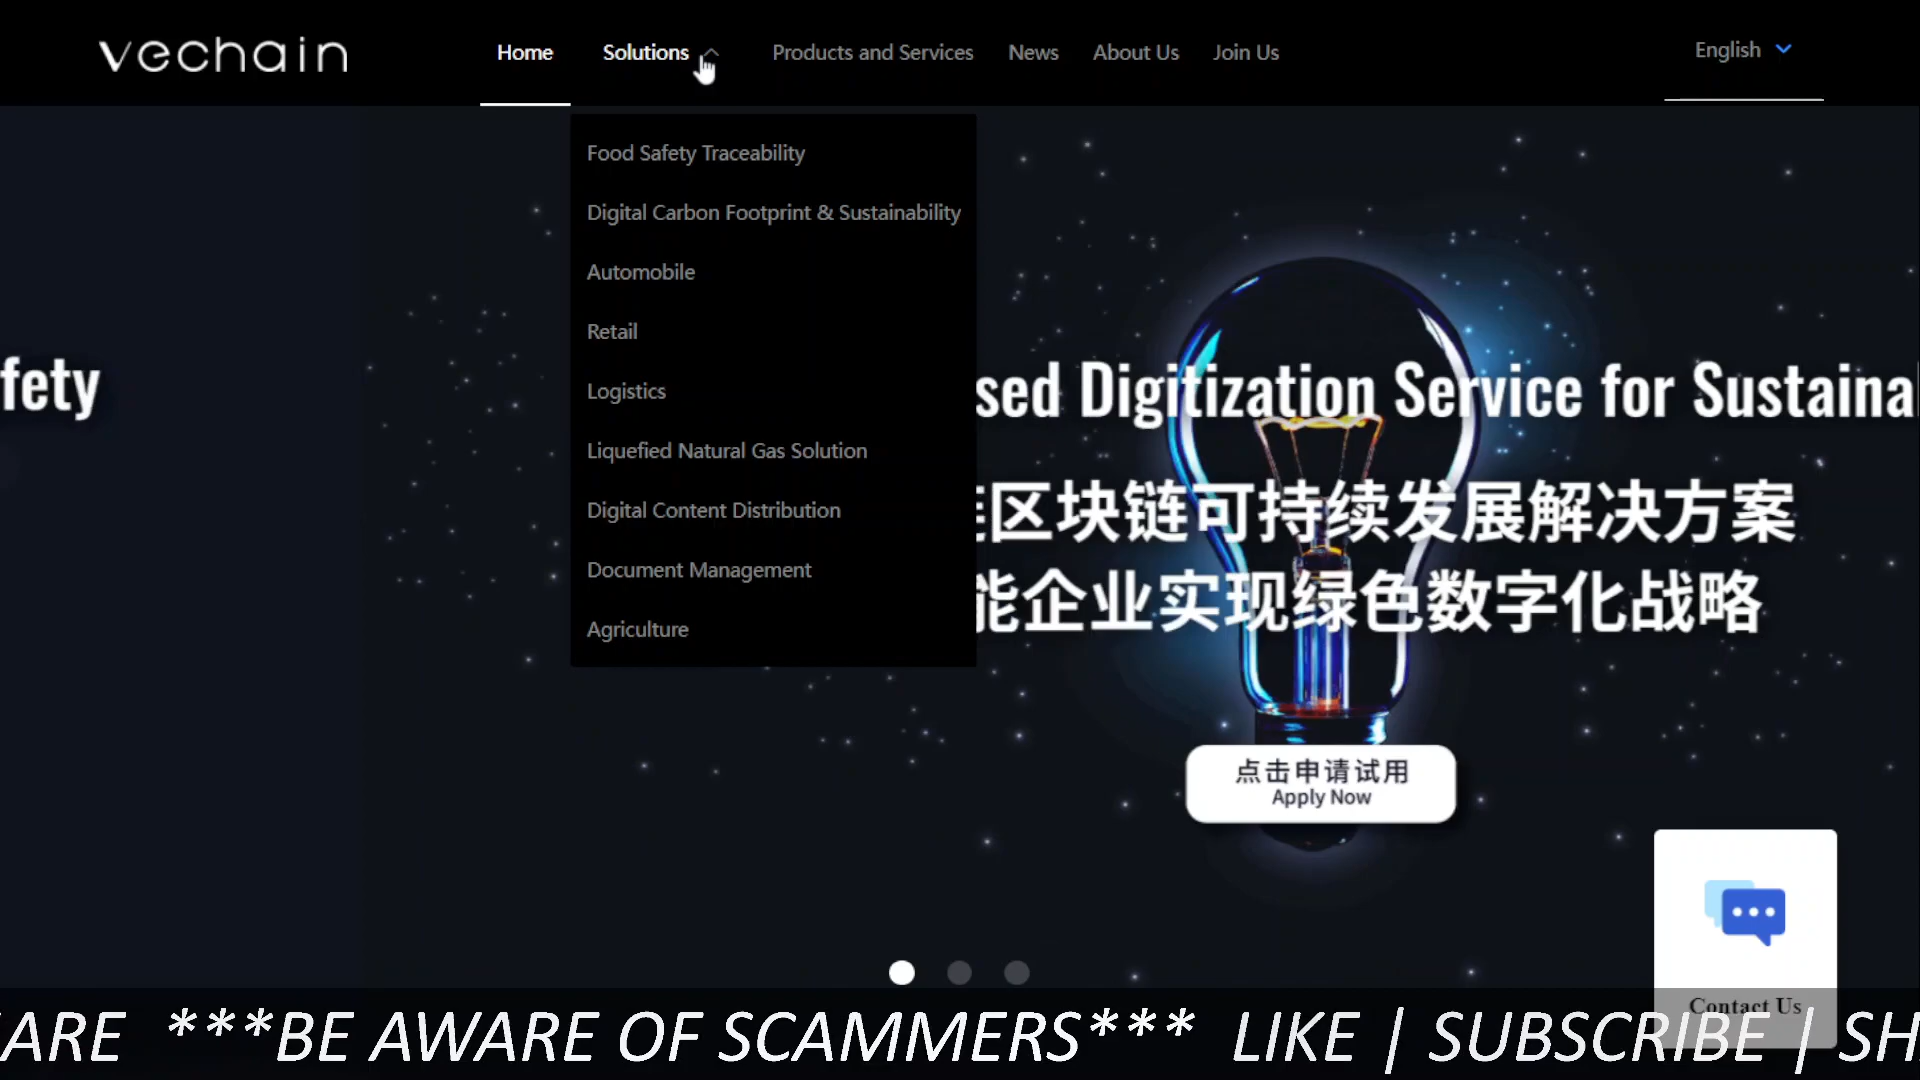 vechain
Home
Solutions
Products and Services
News
About Us
Join Us
English
Food Safety Traceability
Digital Carbon Footprint & Sustainability
Automobile
Retail
Logistics
Liquefied Natural Gas Solution
Digital Content Distribution
Document Management
Agriculture
fety
sed Digitization Service for Sustaina
区块链可持续发展解决方案
能企业实现绿色数字化战略
点击申请试用
Apply Now
Contact Us
ARE ***BE AWARE OF SCAMMERS*** LIKE | SUBSCRIBE | SH